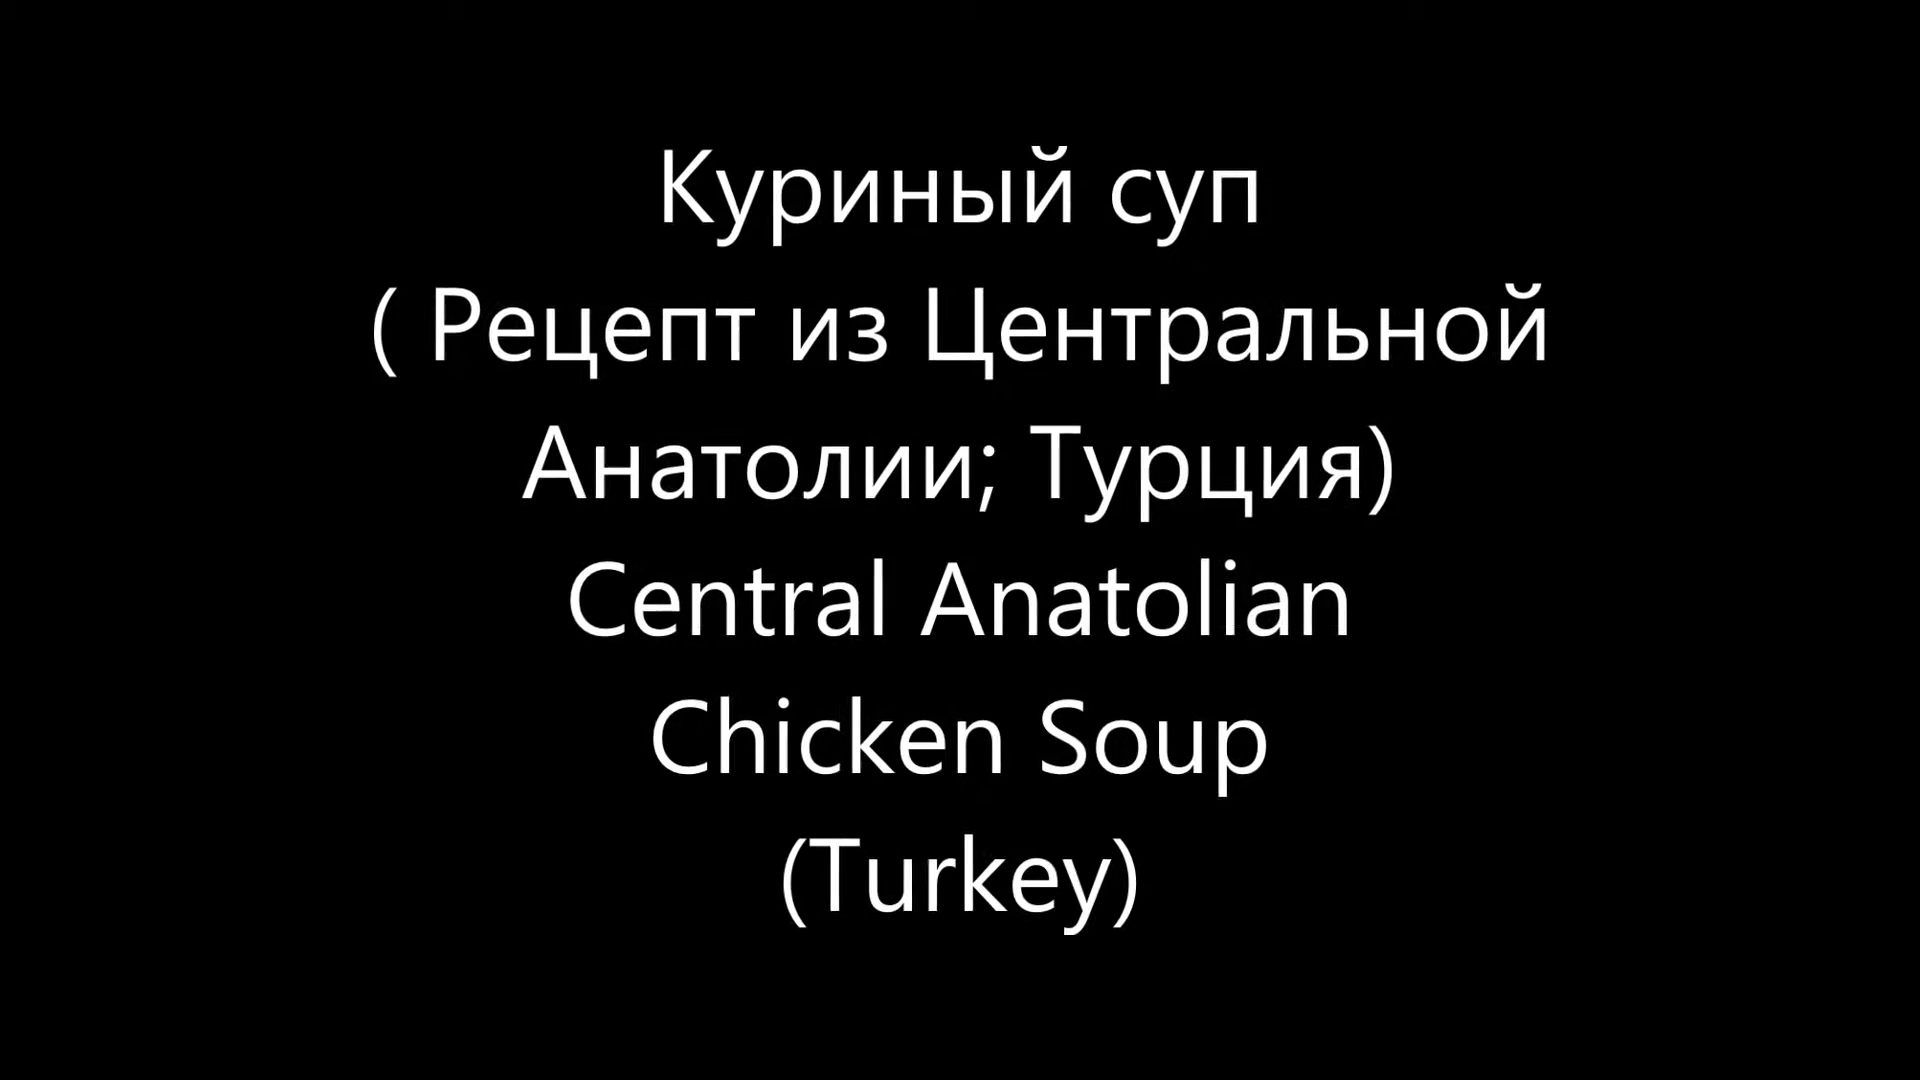 Куриный суп
( Рецепт из Центральной
Анатолии; Турция)
Central Anatolian
Chicken Soup
(Turkey)